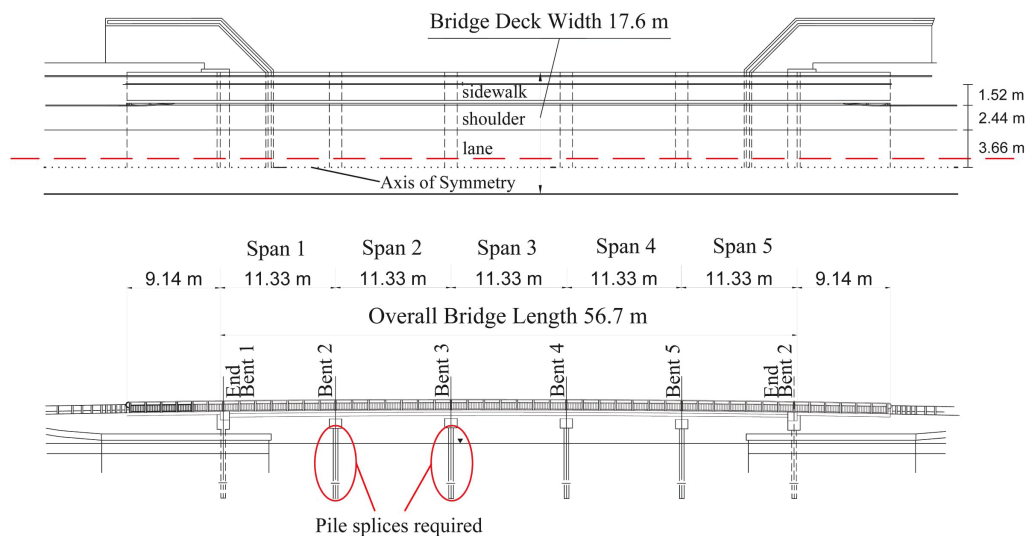 Bridge Deck Width 17.6 m
sidewalk
1.52 m
shoulder
2.44 m
lane
3.66 m
Axis of Symmetry
Span 1 Span 2 Span 3 Span 4 Span 5
9.14 m 11.33 m 11.33 m 11.33 m 11.33 m 11.33 m 9.14 m
Overall Bridge Length 56.7 m
End
Bent 1
Bent 2
Bent 3
Bent 4
Bent 5
End
Bent 2
Pile splices required